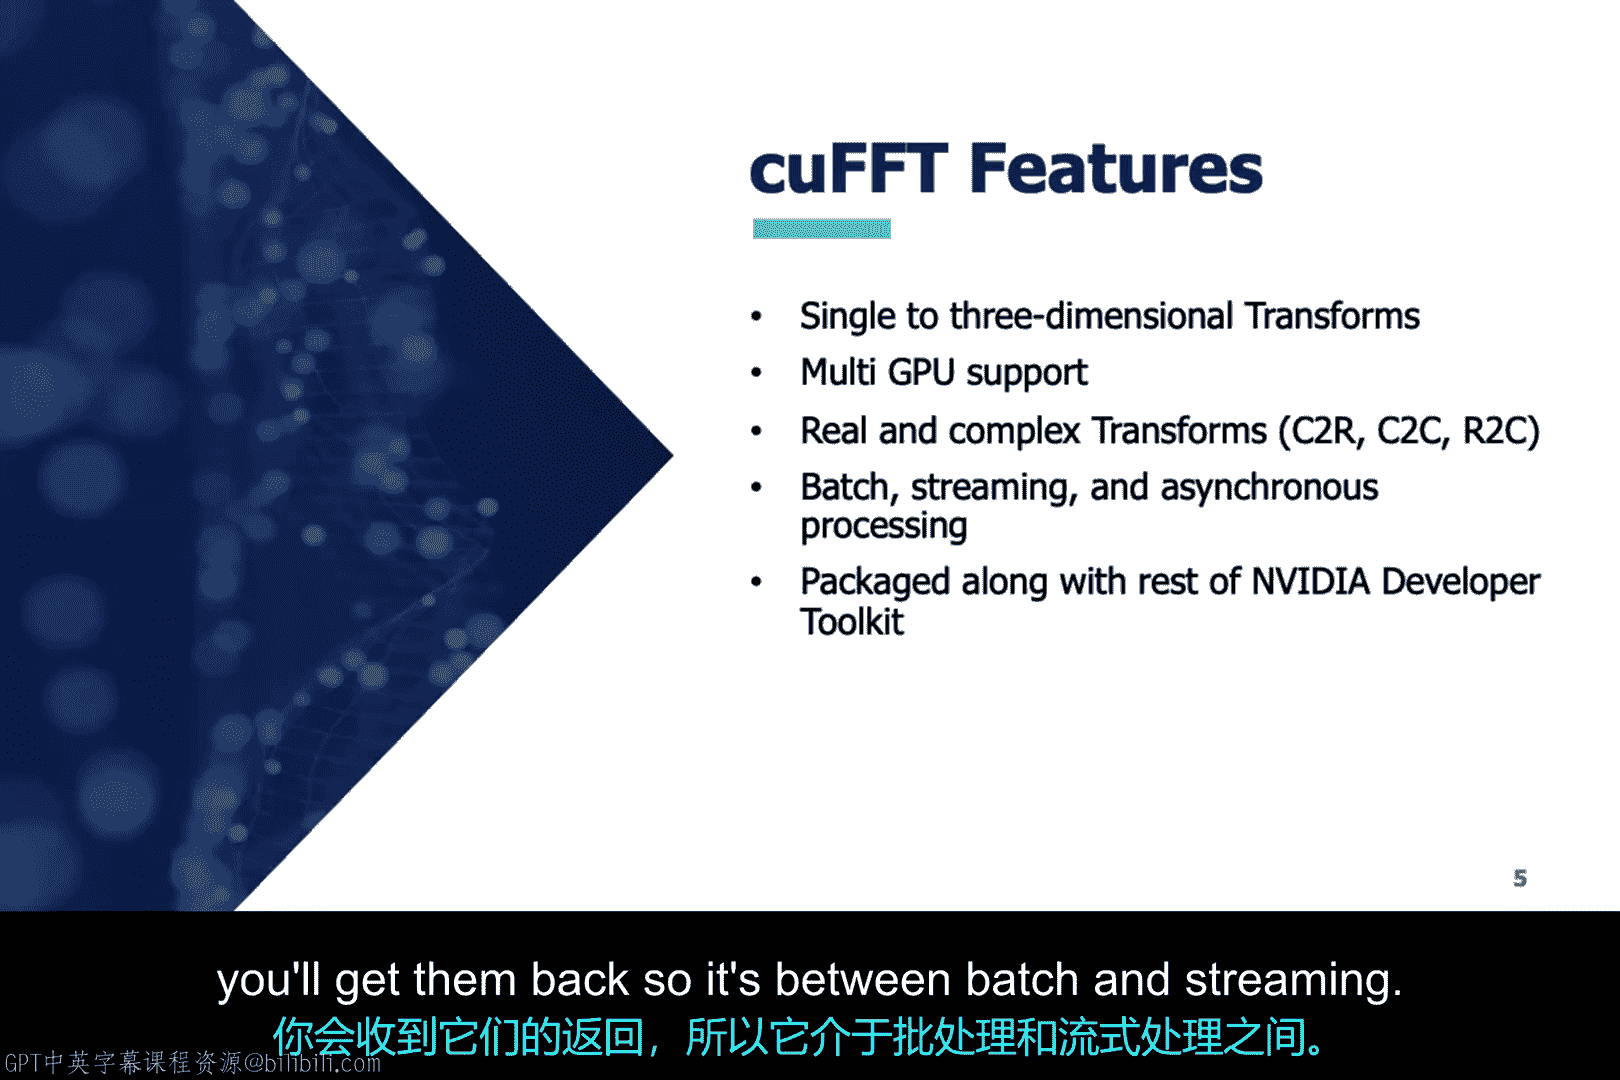 cuFFT Features
• Single to three-dimensional Transforms
• Multi GPU support
• Real and complex Transforms (C2R, C2C, R2C)
• Batch, streaming, and asynchronous
processing
• Packaged along with rest of NVIDIA Developer
Toolkit
5
you'll get them back so it's between batch and streaming.
你会收到它们的返回，所以它介于批处理和流式处理之间。
GPT中英字幕课程资源@bilibili.com